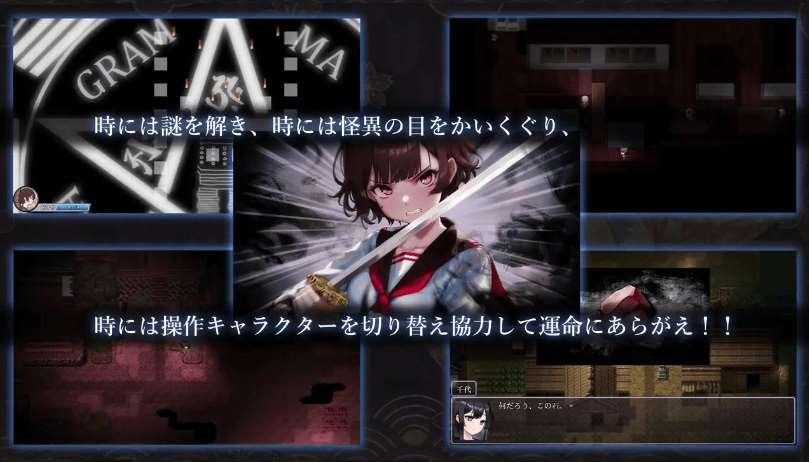 GRAM
MA
時には謎を解き、時には怪異の目をかいくぐり、
時には操作キャラクターを切り替え協力して運命にあらがえ！！
千代
何だろう、この石。